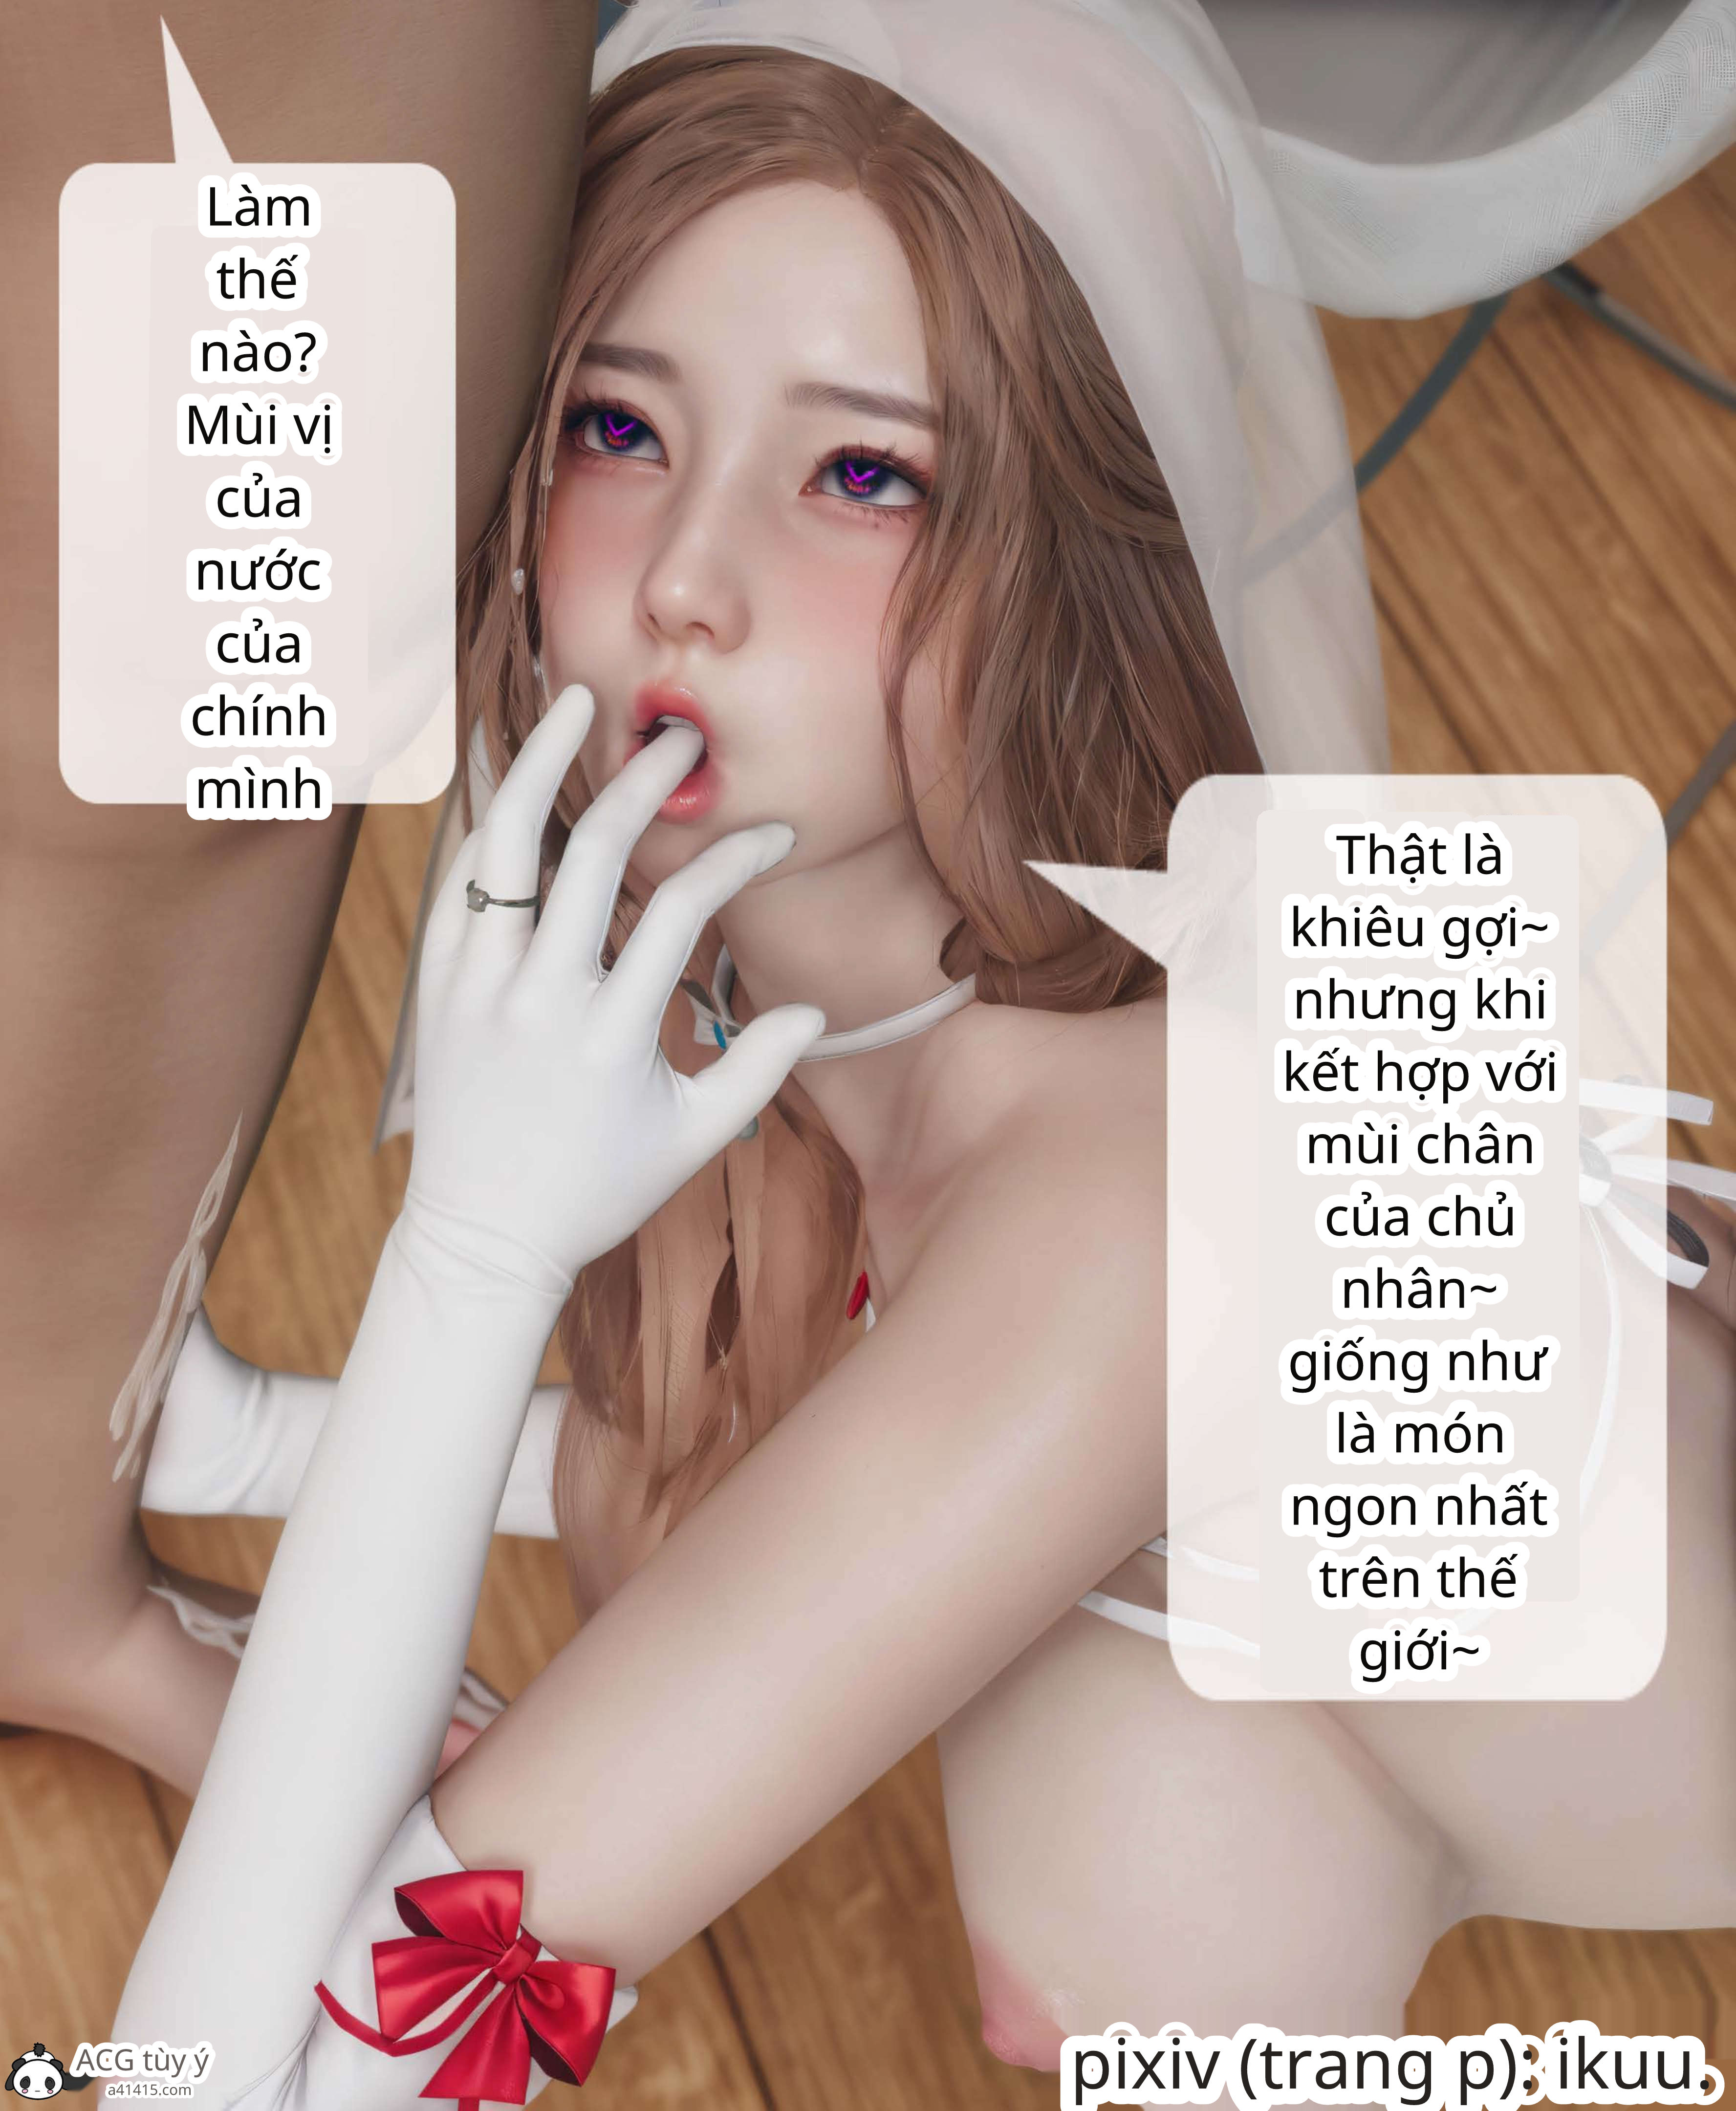 Làm
thế
nào?
Mùi vị
của
nước
của
chính
mình
Thật là
khiêu gợi~
nhưng khi
kết hợp với
mùi chân
của chủ
nhân~
giống như
là món
ngon nhất
trên thế
giới~
ACG tùy ý
a41415.com
pixiv (trang p): ikuu.